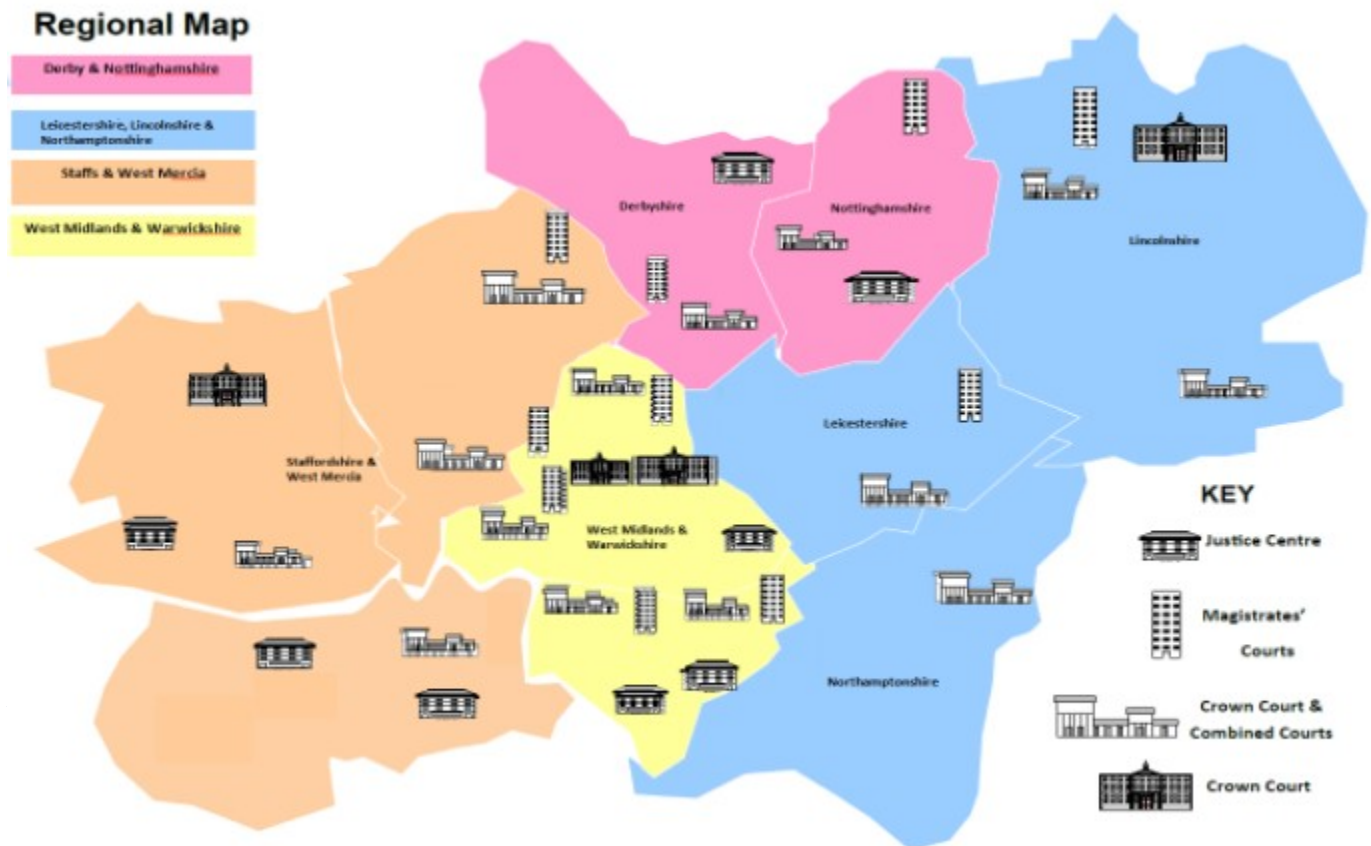 Regional Map
Derby & Nottinghamshire
Leicestershire, Lincolnshire &
Northamptonshire
Staffs & West Mercia
West Midlands & Warwickshire
Derbyshire
Nottinghamshire
Lincolnshire
Leicestershire
Staffordshire &
West Mercia
West Midlands &
Warwickshire
Northamptonshire
KEY
Justice Centre
Magistrates'
Courts
Crown Court &
Combined Courts
Crown Court